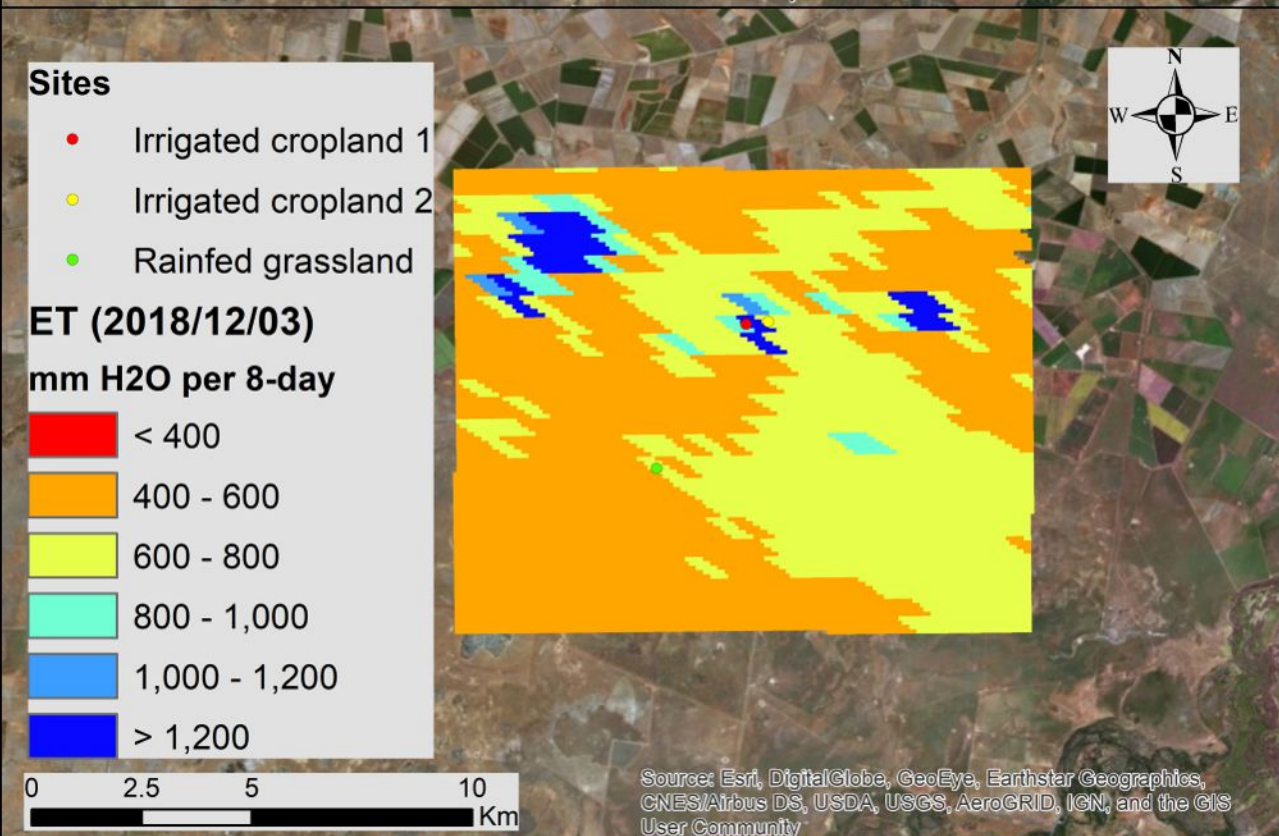 N
W E
S
Sites
Irrigated cropland 1
Irrigated cropland 2
Rainfed grassland
ET (2018/12/03)
mm H2O per 8-day
< 400
400 - 600
600 - 800
800 - 1,000
1,000 - 1,200
> 1,200
0 2.5 5 10
Km
Source: Esri, DigitalGlobe, GeoEye, Earthstar Geographics,
CNES/Airbus DS, USDA, USGS, AeroGRID, IGN, and the GIS
User Community